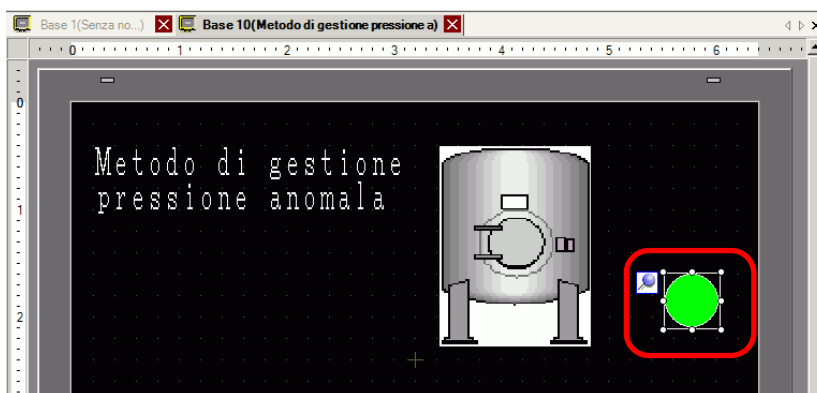 Base 1(Senza no...) Base 10(Metodo di gestione pressione a)
0 1 2 3 4 5 6
0
Metodo di gestione
pressione anomala
1
2